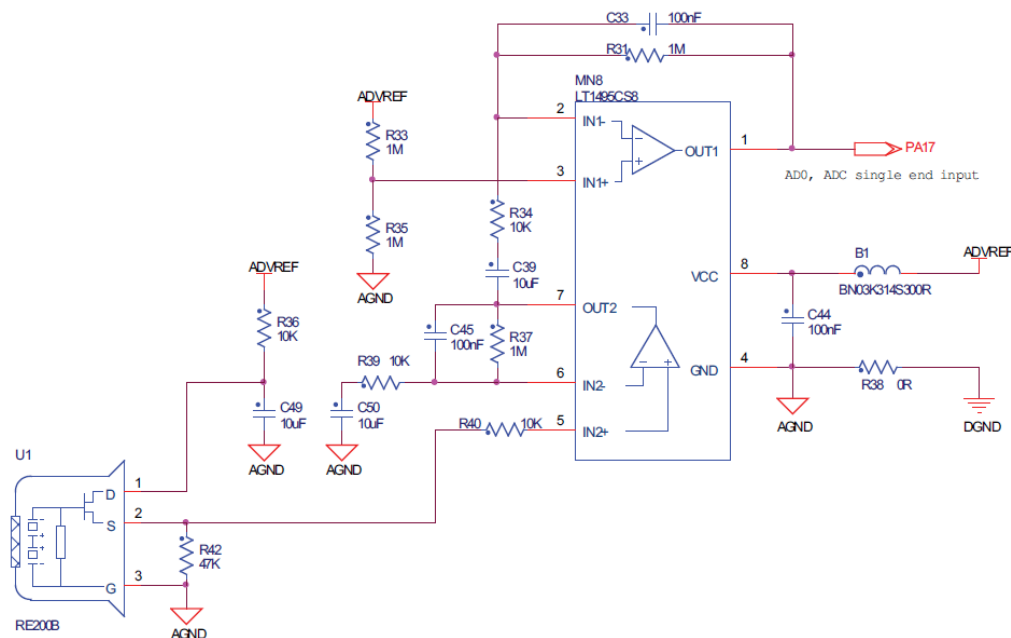 C33 100nF
R31 1M
MN8
LT1495CS8
ADVREF
R33
1M
2 IN1-
OUT1 1
PA17
3 IN1+
AD0, ADC single end input
R34
10K
R35
1M
AGND
C39
10uF
ADVREF
R36
10K
VCC 8
B1
BN03K314S300R
ADVREF
7 OUT2
C45
100nF
R37
1M
C44
100nF
R39 10K
6 IN2-
GND 4
R38 0R
C49
10uF
C50
10uF
R40 10K
5 IN2+
AGND
DGND
AGND
AGND
U1
D 1
S 2
R42
47K
G 3
RE200B
AGND